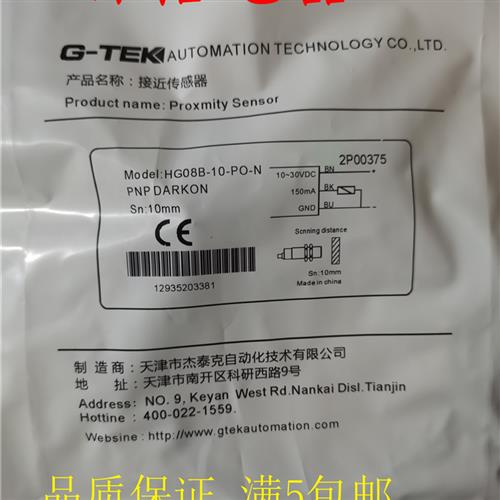 G-TEK AUTOMATION TECHNOLOGY CO.,LTD.
产品名称：接近传感器
Product name: Proxmity Sensor
2P00375
Model:HG08B-10-PO-N
PNP DARKON
Sn:10mm
10~30VDC BN
150mA BK
GND BU
CE
Scnning distance
Sn:10mm
Made in china
12935203381
制造商：天津市杰泰克自动化技术有限公司
地址：天津市南开区科研西路9号
Address: NO. 9, Keyan West Rd.Nankai Disl.Tianjin
Hottine : 400-022-1559.
Websine : http://www.gtekautomation.com/
品质保证 满5包邮